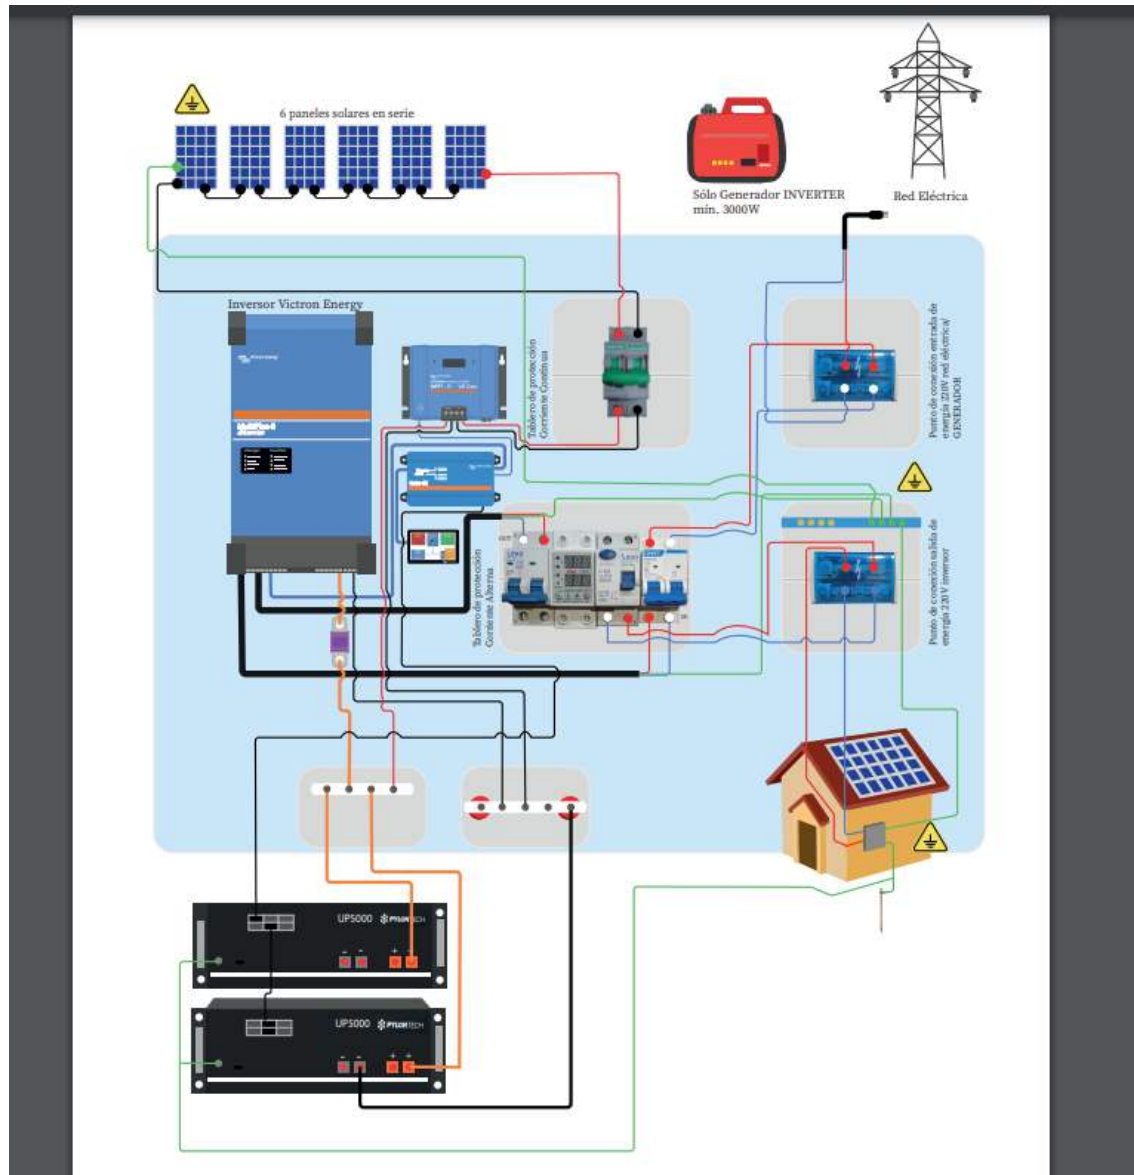 6 paneles solares en serie
Sólo Generador INVERTER
mín. 3000W
Red Eléctrica
Inversor Victron Energy
Tablero de protección
Corriente Continua
Punto de conexión entrada de
energía 220V red eléctrica/
GENERADOR
Tablero de protección
Corriente Alterna
OUT
Punto de conexión salida de
energía 220V inversor
UP5000 PYLONTECH
- - + +
UP5000 PYLONTECH
- - + +